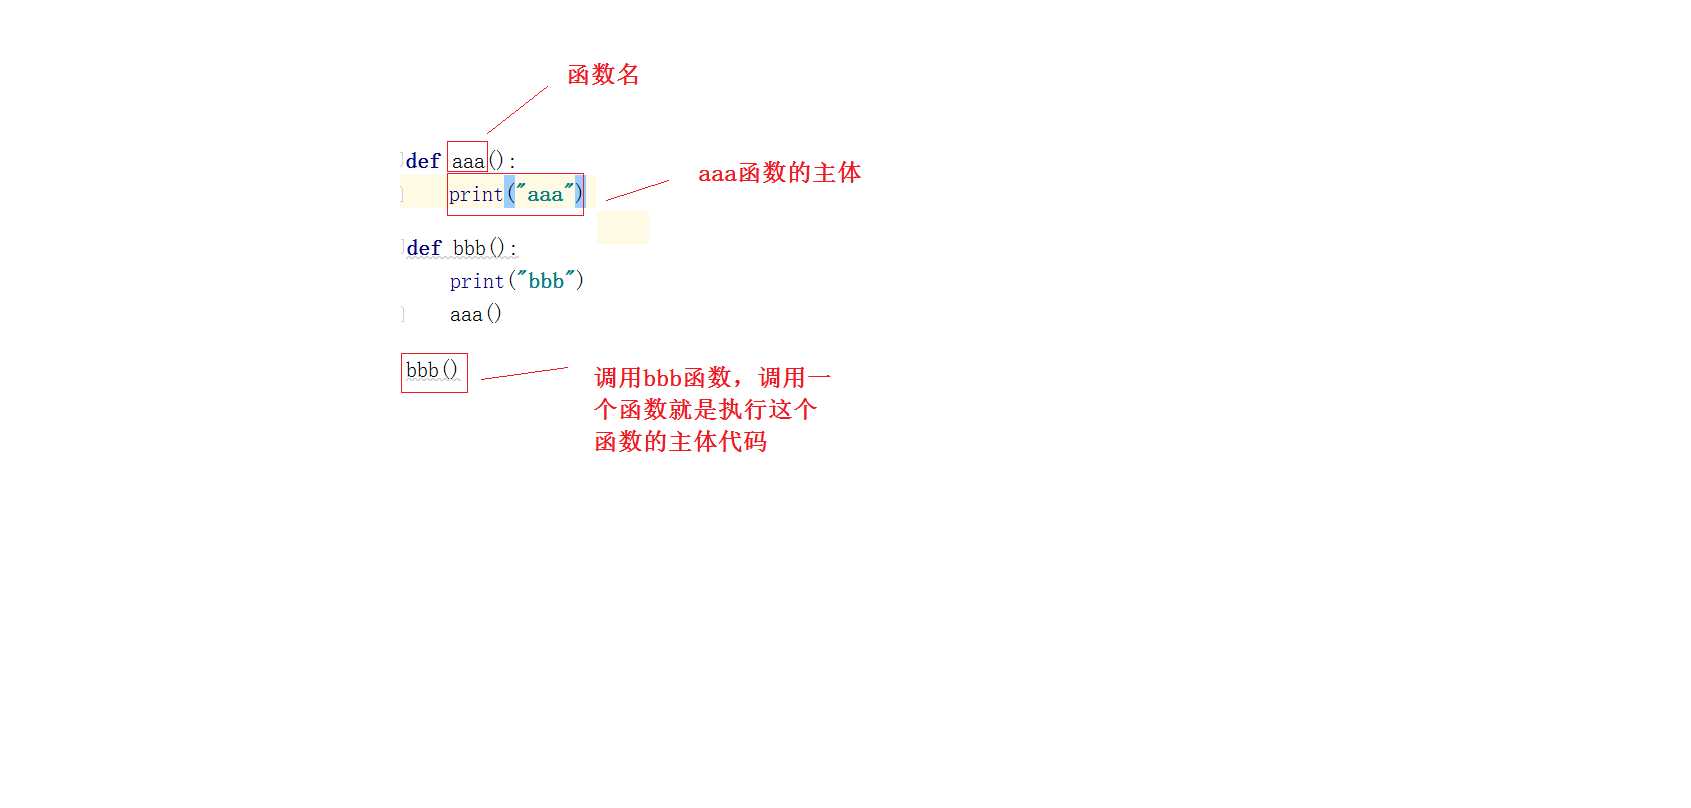 函数名
def aaa():
aaa函数的主体
print("aaa")
def bbb():
print("bbb")
aaa()
bbb()
调用bbb函数，调用一
个函数就是执行这个
函数的主体代码